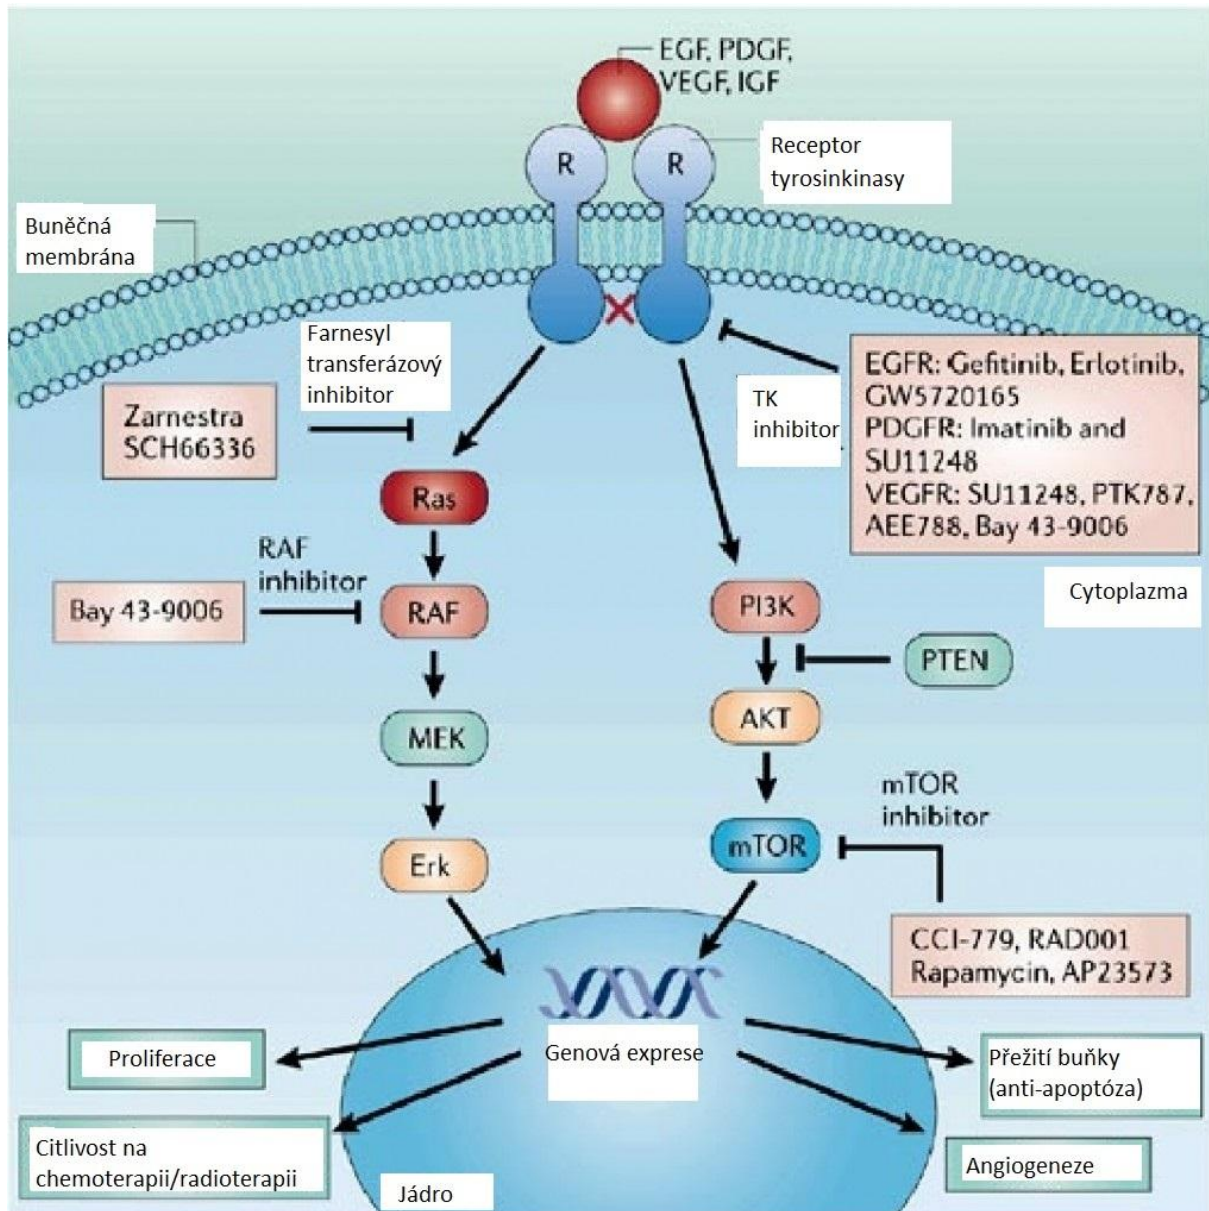 EGF, PDGF,
VEGF, IGF
R
R
Receptor
tyrosinkinasy
Buněčná
membrána
Farnesyl
transferázový
inhibitor
Zarnestra
SCH66336
TK
inhibitor
EGFR: Gefitinib, Erlotinib,
GW5720165
PDGFR: Imatinib and
SU11248
VEGFR: SU11248, PTK787,
AEE788, Bay 43-9006
Ras
RAF
inhibitor
Bay 43-9006
RAF
PI3K
Cytoplazma
PTEN
MEK
AKT
mTOR
inhibitor
Erk
mTOR
CCI-779, RAD001
Rapamycin, AP23573
Genová exprese
Proliferace
Přežití buňky
(anti-apoptóza)
Citlivost na
chemoterapii/radioterapii
Angiogeneze
Jádro